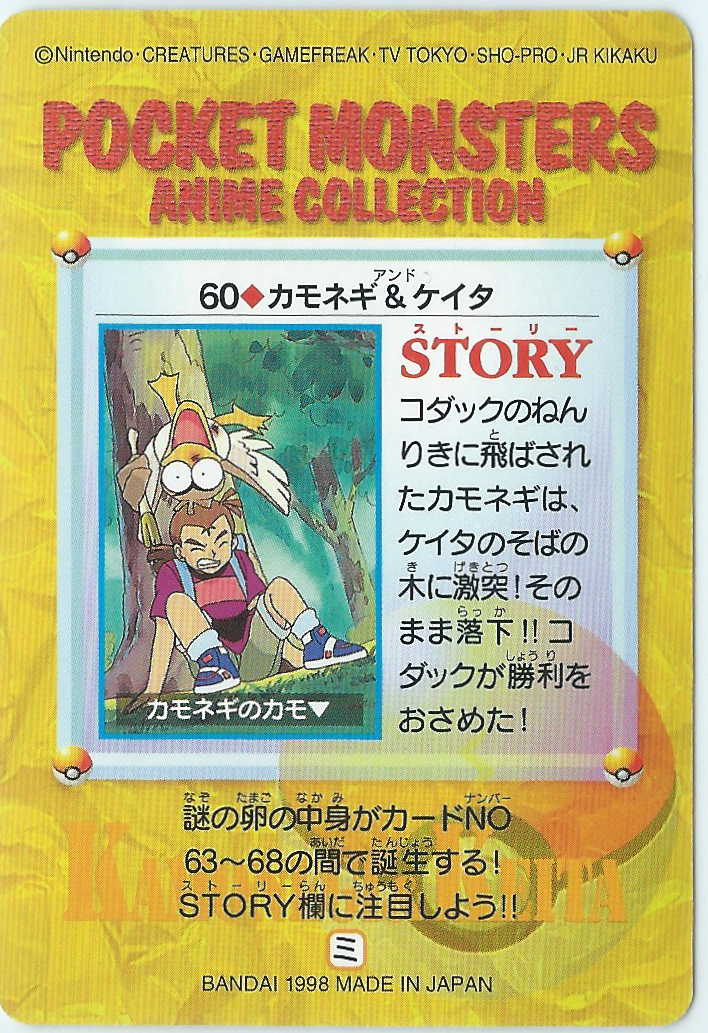 ©Nintendo・CREATURES・GAMEFREAK・TV TOKYO・SHO-PRO・JR KIKAKU
POCKET MONSTERS
ANIME COLLECTION
アンド
60◆カモネギ&ケイタ
ストーリー
STORY
コダックのねん
と
りきに飛ばされ
たカモネギは、
ケイタのそばの
き げきとつ
木に激突!その
らっか
まま落下!!コ
しょうり
ダックが勝利を
おさめた!
カモネギのカモ▼
なぞ たまご なかみ ナンバー
謎の卵の中身がカードNO
あいだ たんじょう
63〜68の間で誕生する!
ストーリーらん ちゅうもく
STORY欄に注目しよう!!
三
BANDAI 1998 MADE IN JAPAN